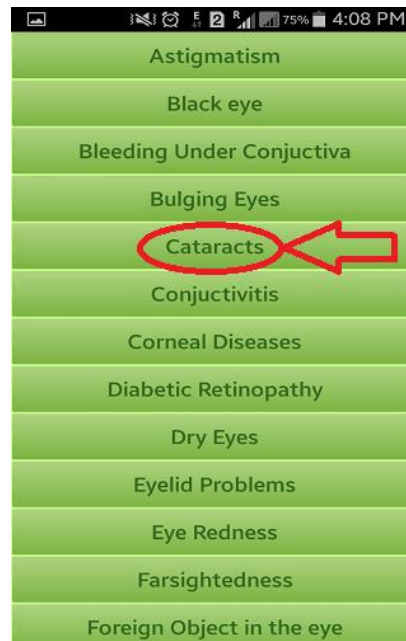 E 2 R 75% 4:08 PM
Astigmatism
Black eye
Bleeding Under Conjuctiva
Bulging Eyes
Cataracts
Conjuctivitis
Corneal Diseases
Diabetic Retinopathy
Dry Eyes
Eyelid Problems
Eye Redness
Farsightedness
Foreign Object in the eye